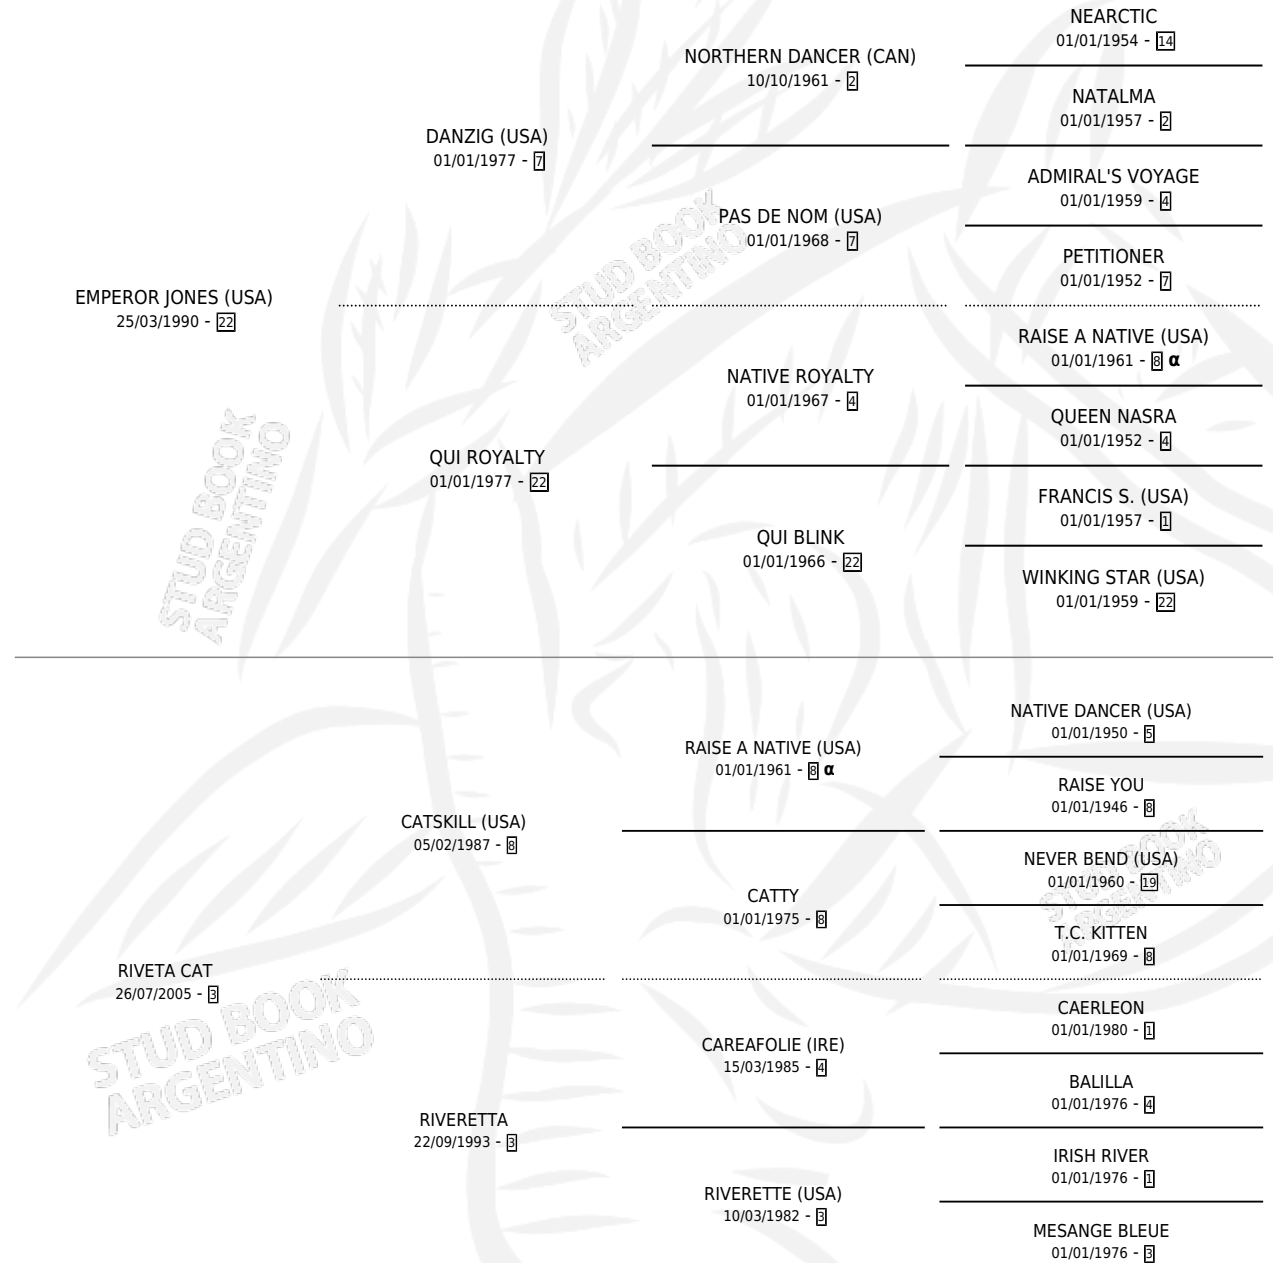 NEARCTIC
01/01/1954 - 14
NORTHERN DANCER (CAN)
10/10/1961 - 2
NATALMA
01/01/1957 - 2
DANZIG (USA)
01/01/1977 - 7
ADMIRAL'S VOYAGE
01/01/1959 - 4
PAS DE NOM (USA)
01/01/1968 - 7
PETITIONER
01/01/1952 - 7
EMPEROR JONES (USA)
25/03/1990 - 22
RAISE A NATIVE (USA)
01/01/1961 - 8 α
NATIVE ROYALTY
01/01/1967 - 4
QUEEN NASRA
01/01/1952 - 4
QUI ROYALTY
01/01/1977 - 22
FRANCIS S. (USA)
01/01/1957 - 1
QUI BLINK
01/01/1966 - 22
WINKING STAR (USA)
01/01/1959 - 22
NATIVE DANCER (USA)
01/01/1950 - 5
RAISE A NATIVE (USA)
01/01/1961 - 8 α
RAISE YOU
01/01/1946 - 8
CATSKILL (USA)
05/02/1987 - 8
NEVER BEND (USA)
01/01/1960 - 19
CATTY
01/01/1975 - 8
T.C. KITTEN
01/01/1969 - 8
RIVETA CAT
26/07/2005 - 3
CAERLEON
01/01/1980 - 1
CAREAFOLIE (IRE)
15/03/1985 - 4
BALILLA
01/01/1976 - 4
RIVERETTA
22/09/1993 - 3
IRISH RIVER
01/01/1976 - 1
RIVERETTE (USA)
10/03/1982 - 3
MESANGE BLEUE
01/01/1976 - 3
STUD BOOK
ARGENTINO
STUD BOOK
ARGENTINO
STUD BOOK
ARGENTINO
STUD BOOK
ARGENTINO